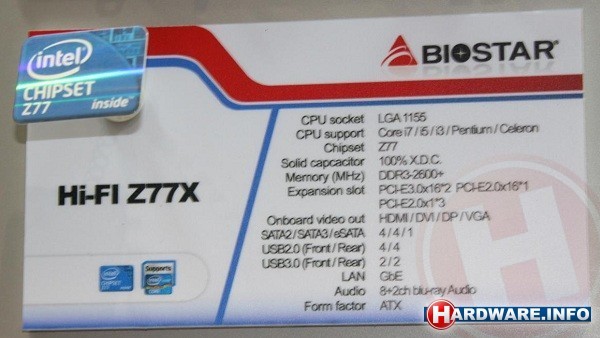 intel
CHIPSET
Z77
inside
BIOSTAR
Hi-FI Z77X
CPU socket LGA 1155
CPU support Core i7 / i5 / i3 / Pentium / Celeron
Chipset Z77
Solid capcacitor 100% X.D.C.
Memory (MHz) DDR3-2600+
Expansion slot PCI-E3.0x16*2 PCI-E2.0x16*1
PCI-E2.0x1*3
Onboard video out HDMI / DVI / DP / VGA
SATA2 / SATA3 / eSATA 4 / 4 / 1
USB2.0 (Front / Rear) 4 / 4
USB3.0 (Front / Rear) 2 / 2
LAN GbE
Audio 8+2ch blu-ray Audio
Form factor ATX
intel
CHIPSET
Supports
HARDWARE.INFO